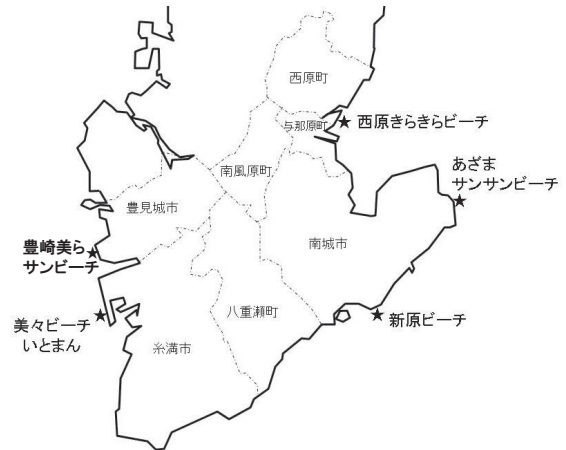 西原町
与那原町
★西原きらきらビーチ
南風原町
あざま
サンサンビーチ
★
豊見城市
南城市
豊崎美ら
サンビーチ★
八重瀬町
★新原ビーチ
美々ビーチ★
いとまん
糸満市